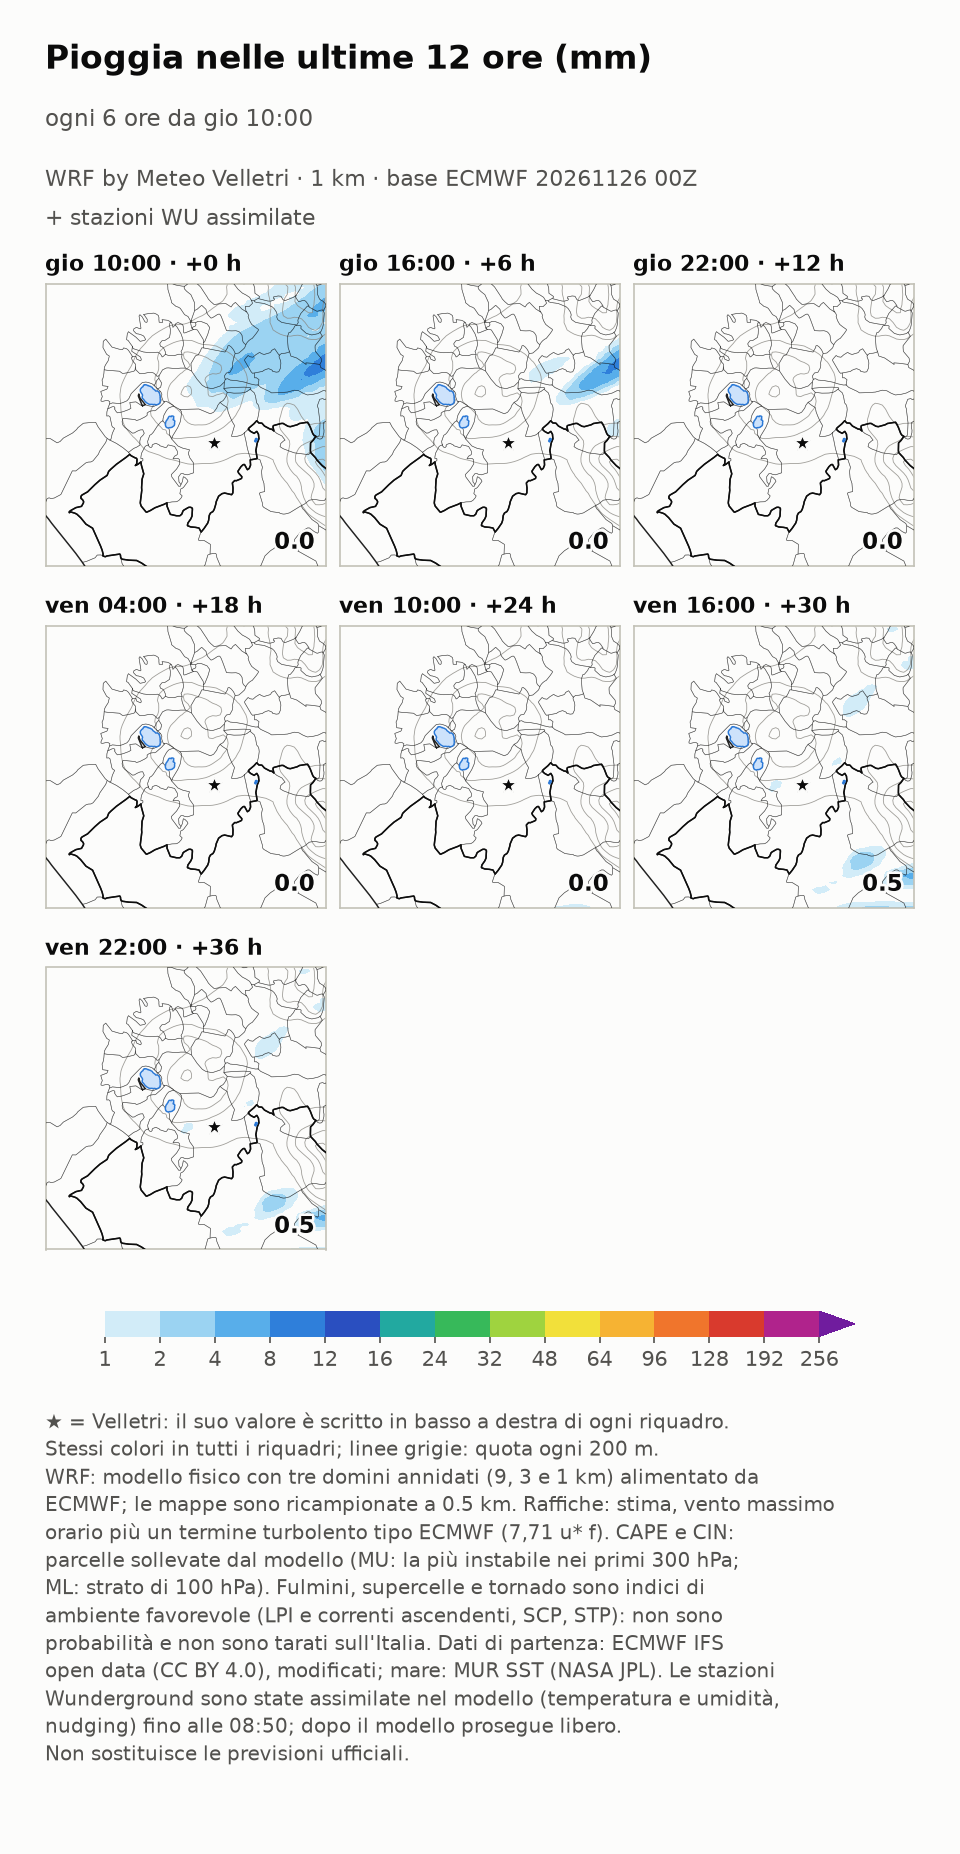 Pioggia nelle ultime 12 ore (mm)
ogni 6 ore da gio 10:00
WRF by Meteo Velletri · 1 km · base ECMWF 20261126 00Z
+ stazioni WU assimilate
gio 10:00 · +0 h
gio 16:00 · +6 h
gio 22:00 · +12 h
0.0
0.0
0.0
ven 04:00 · +18 h
ven 10:00 · +24 h
ven 16:00 · +30 h
0.0
0.0
0.5
ven 22:00 · +36 h
0.5
1 2 4 8 12 16 24 32 48 64 96 128 192 256
★ = Velletri: il suo valore è scritto in basso a destra di ogni riquadro.
Stessi colori in tutti i riquadri; linee grigie: quota ogni 200 m.
WRF: modello fisico con tre domini annidati (9, 3 e 1 km) alimentato da
ECMWF; le mappe sono ricampionate a 0.5 km. Raffiche: stima, vento massimo
orario più un termine turbolento tipo ECMWF (7,71 u* f). CAPE e CIN:
parcelle sollevate dal modello (MU: la più instabile nei primi 300 hPa;
ML: strato di 100 hPa). Fulmini, supercelle e tornado sono indici di
ambiente favorevole (LPI e correnti ascendenti, SCP, STP): non sono
probabilità e non sono tarati sull'Italia. Dati di partenza: ECMWF IFS
open data (CC BY 4.0), modificati; mare: MUR SST (NASA JPL). Le stazioni
Wunderground sono state assimilate nel modello (temperatura e umidità,
nudging) fino alle 08:50; dopo il modello prosegue libero.
Non sostituisce le previsioni ufficiali.